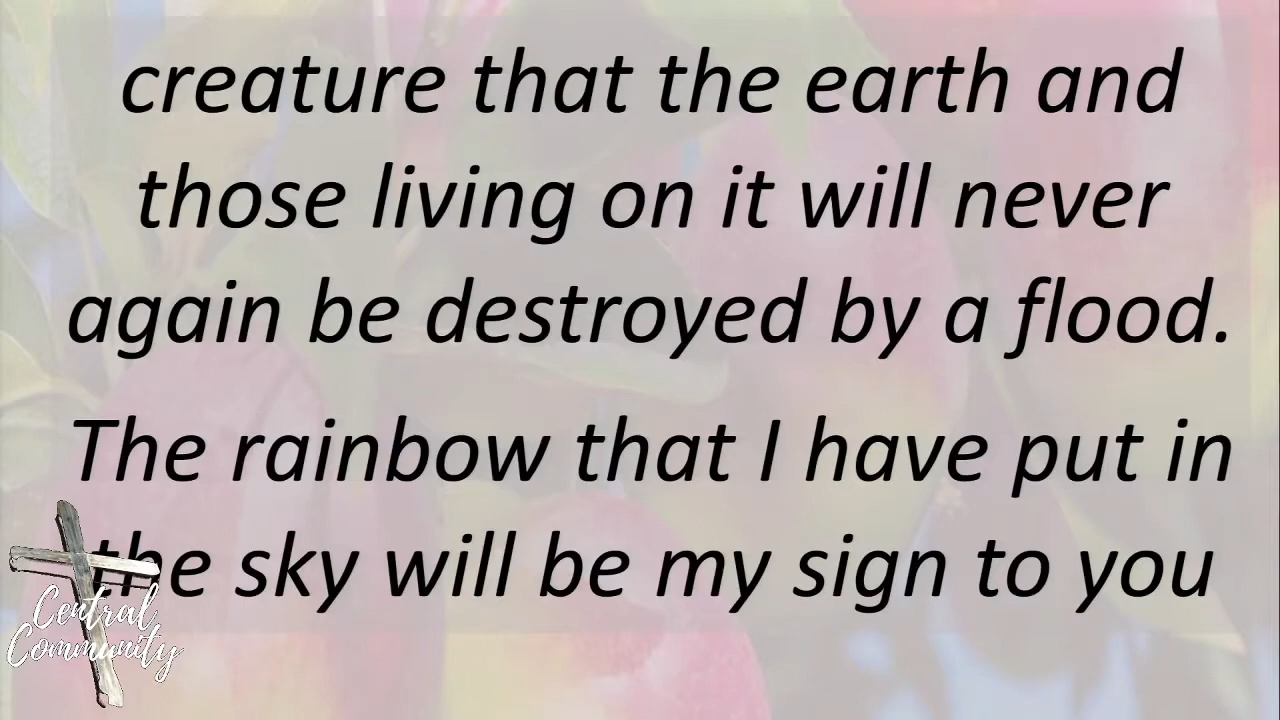 creature that the earth and
those living on it will never
again be destroyed by a flood.
The rainbow that I have put in
the sky will be my sign to you
Central
Community